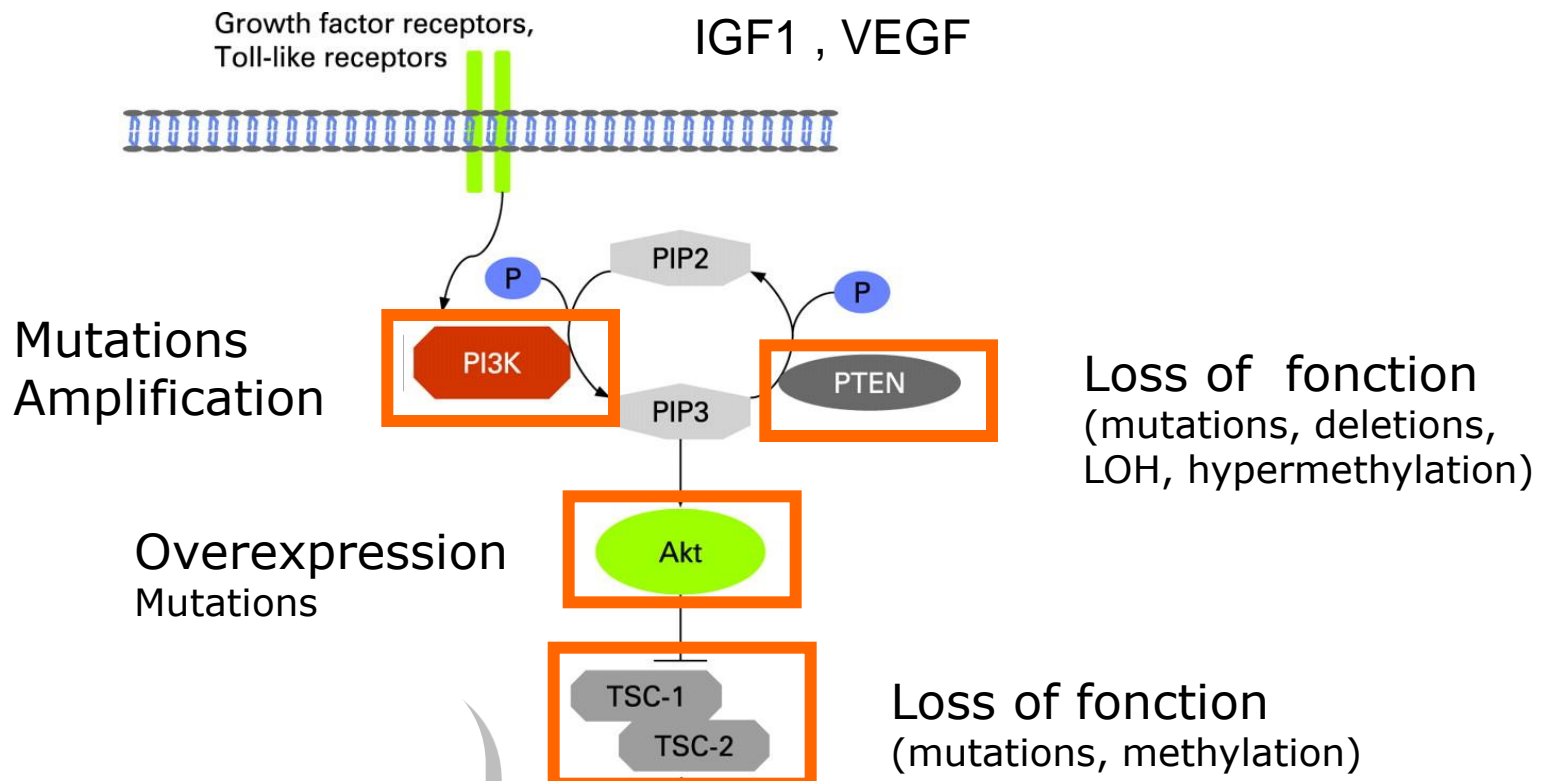 Growth factor receptors,
Toll-like receptors
IGF1 , VEGF
PIP2
P
P
Mutations
Amplification
PI3K
PTEN
PIP3
Loss of fonction
(mutations, deletions,
LOH, hypermethylation)
Overexpression
Mutations
Akt
TSC-1
TSC-2
Loss of fonction
(mutations, methylation)